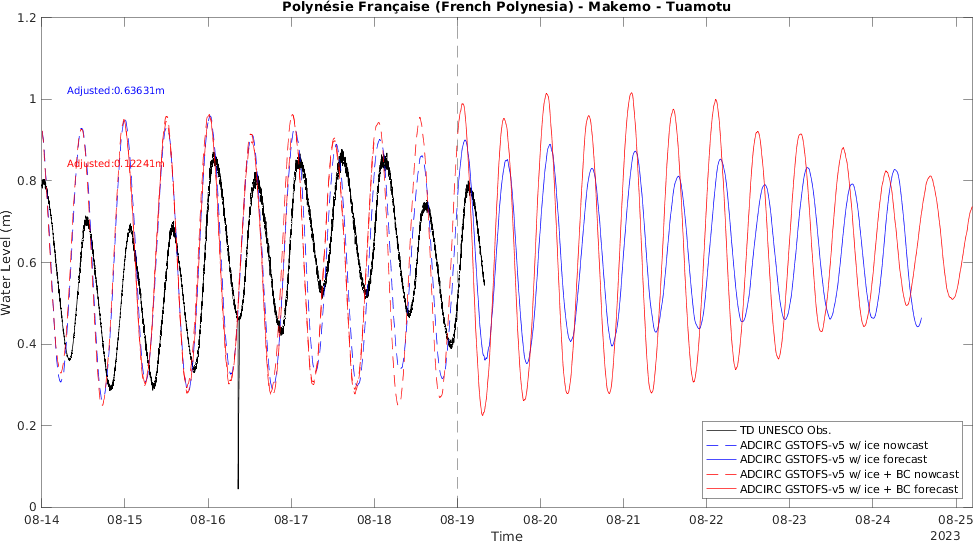 Polynésie Française (French Polynesia) - Makemo - Tuamotu
1.2
1
0.8
0.6
0.4
0.2
0
Water Level (m)
Adjusted:0.63631m
Adjusted:0.12241m
TD UNESCO Obs.
ADCIRC GSTOFS-v5 w/ ice nowcast
ADCIRC GSTOFS-v5 w/ ice forecast
ADCIRC GSTOFS-v5 w/ ice + BC nowcast
ADCIRC GSTOFS-v5 w/ ice + BC forecast
08-14 08-15 08-16 08-17 08-18 08-19 08-20 08-21 08-22 08-23 08-24 08-25
Time
2023